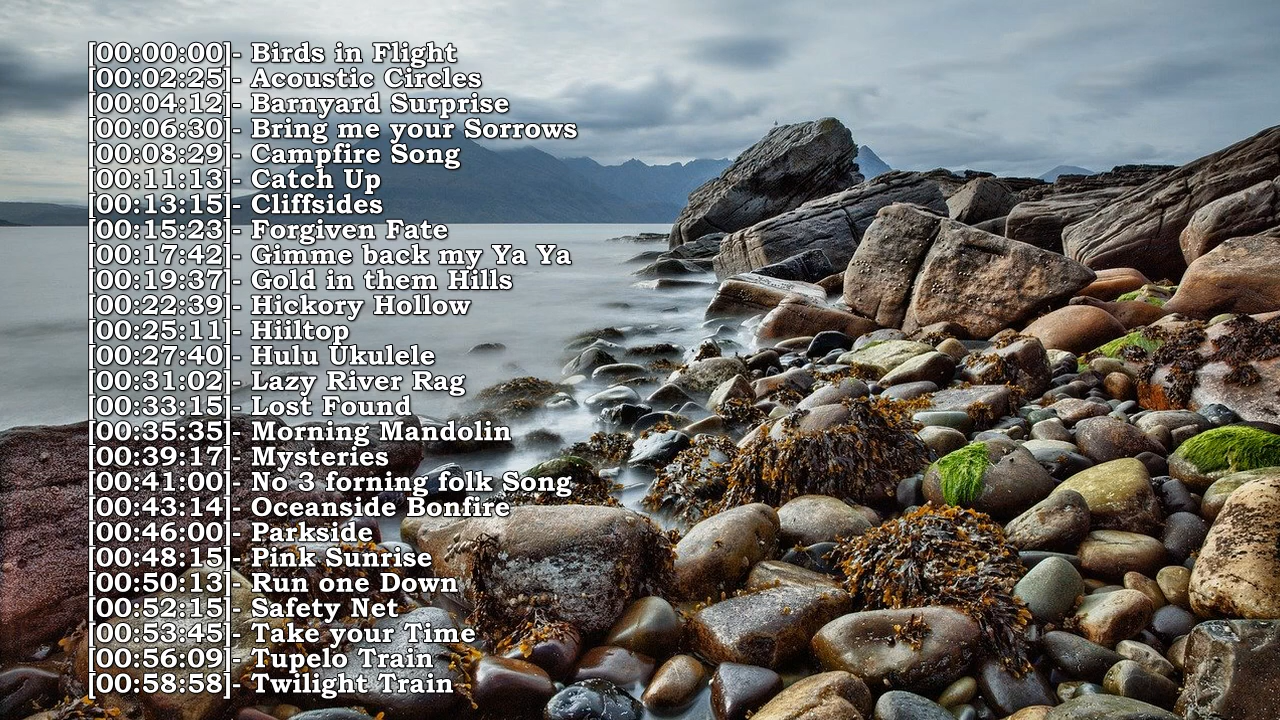 [00:00:00]- Birds in Flight
[00:02:25]- Acoustic Circles
[00:04:12]- Barnyard Surprise
[00:06:30]- Bring me your Sorrows
[00:08:29]- Campfire Song
[00:11:13]- Catch Up
[00:13:15]- Cliffsides
[00:15:23]- Forgiven Fate
[00:17:42]- Gimme back my Ya Ya
[00:19:37]- Gold in them Hills
[00:22:39]- Hickory Hollow
[00:25:11]- Hiiltop
[00:27:40]- Hulu Ukulele
[00:31:02]- Lazy River Rag
[00:33:15]- Lost Found
[00:35:35]- Morning Mandolin
[00:39:17]- Mysteries
[00:41:00]- No 3 forning folk Song
[00:43:14]- Oceanside Bonfire
[00:46:00]- Parkside
[00:48:15]- Pink Sunrise
[00:50:13]- Run one Down
[00:52:15]- Safety Net
[00:53:45]- Take your Time
[00:56:09]- Tupelo Train
[00:58:58]- Twilight Train